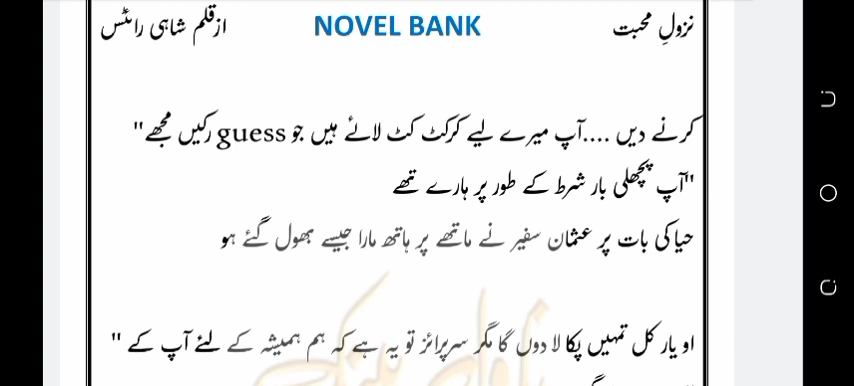 نزولِ محبت NOVEL BANK ازقلم شاہی رائٹس
"رکیں مجھے guess کرنے دیں ....آپ میرے لیے کرکٹ کٹ لائے ہیں جو
"آپ پچھلی بار شرط کے طور پر ہارے تھے
حیا کی بات پر عثمان سفیر نے ماتھے پر ہاتھ مارا جیسے بھول گئے ہو
او یار کل تمہیں پکا لا دوں گا مگر سرپرائز تو یہ ہے کہ ہم ہمیشہ کے لئے آپ کے "